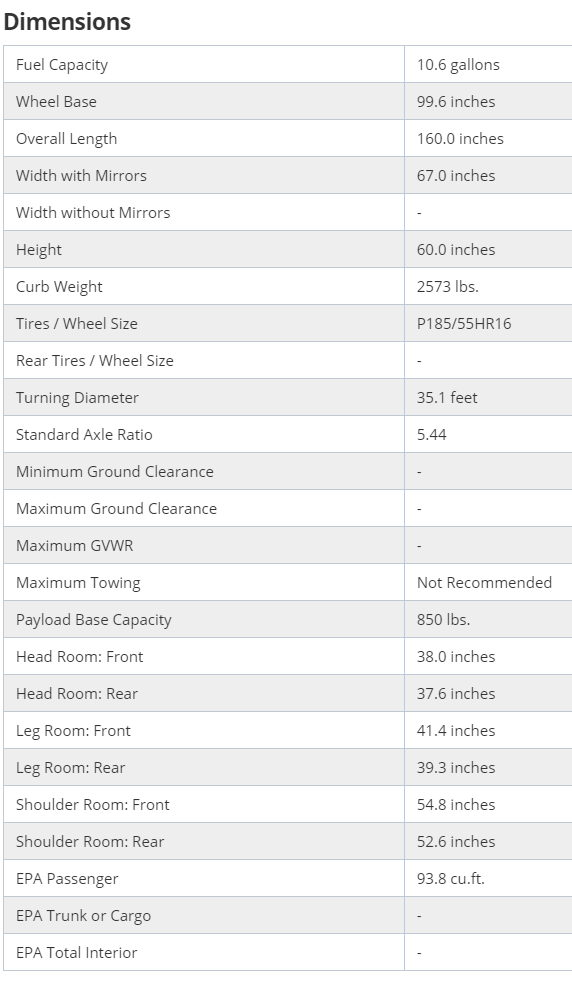 Dimensions
Fuel Capacity 10.6 gallons
Wheel Base 99.6 inches
Overall Length 160.0 inches
Width with Mirrors 67.0 inches
Width without Mirrors -
Height 60.0 inches
Curb Weight 2573 lbs.
Tires / Wheel Size P185/55HR16
Rear Tires / Wheel Size -
Turning Diameter 35.1 feet
Standard Axle Ratio 5.44
Minimum Ground Clearance -
Maximum Ground Clearance -
Maximum GVWR -
Maximum Towing Not Recommended
Payload Base Capacity 850 lbs.
Head Room: Front 38.0 inches
Head Room: Rear 37.6 inches
Leg Room: Front 41.4 inches
Leg Room: Rear 39.3 inches
Shoulder Room: Front 54.8 inches
Shoulder Room: Rear 52.6 inches
EPA Passenger 93.8 cu.ft.
EPA Trunk or Cargo -
EPA Total Interior -